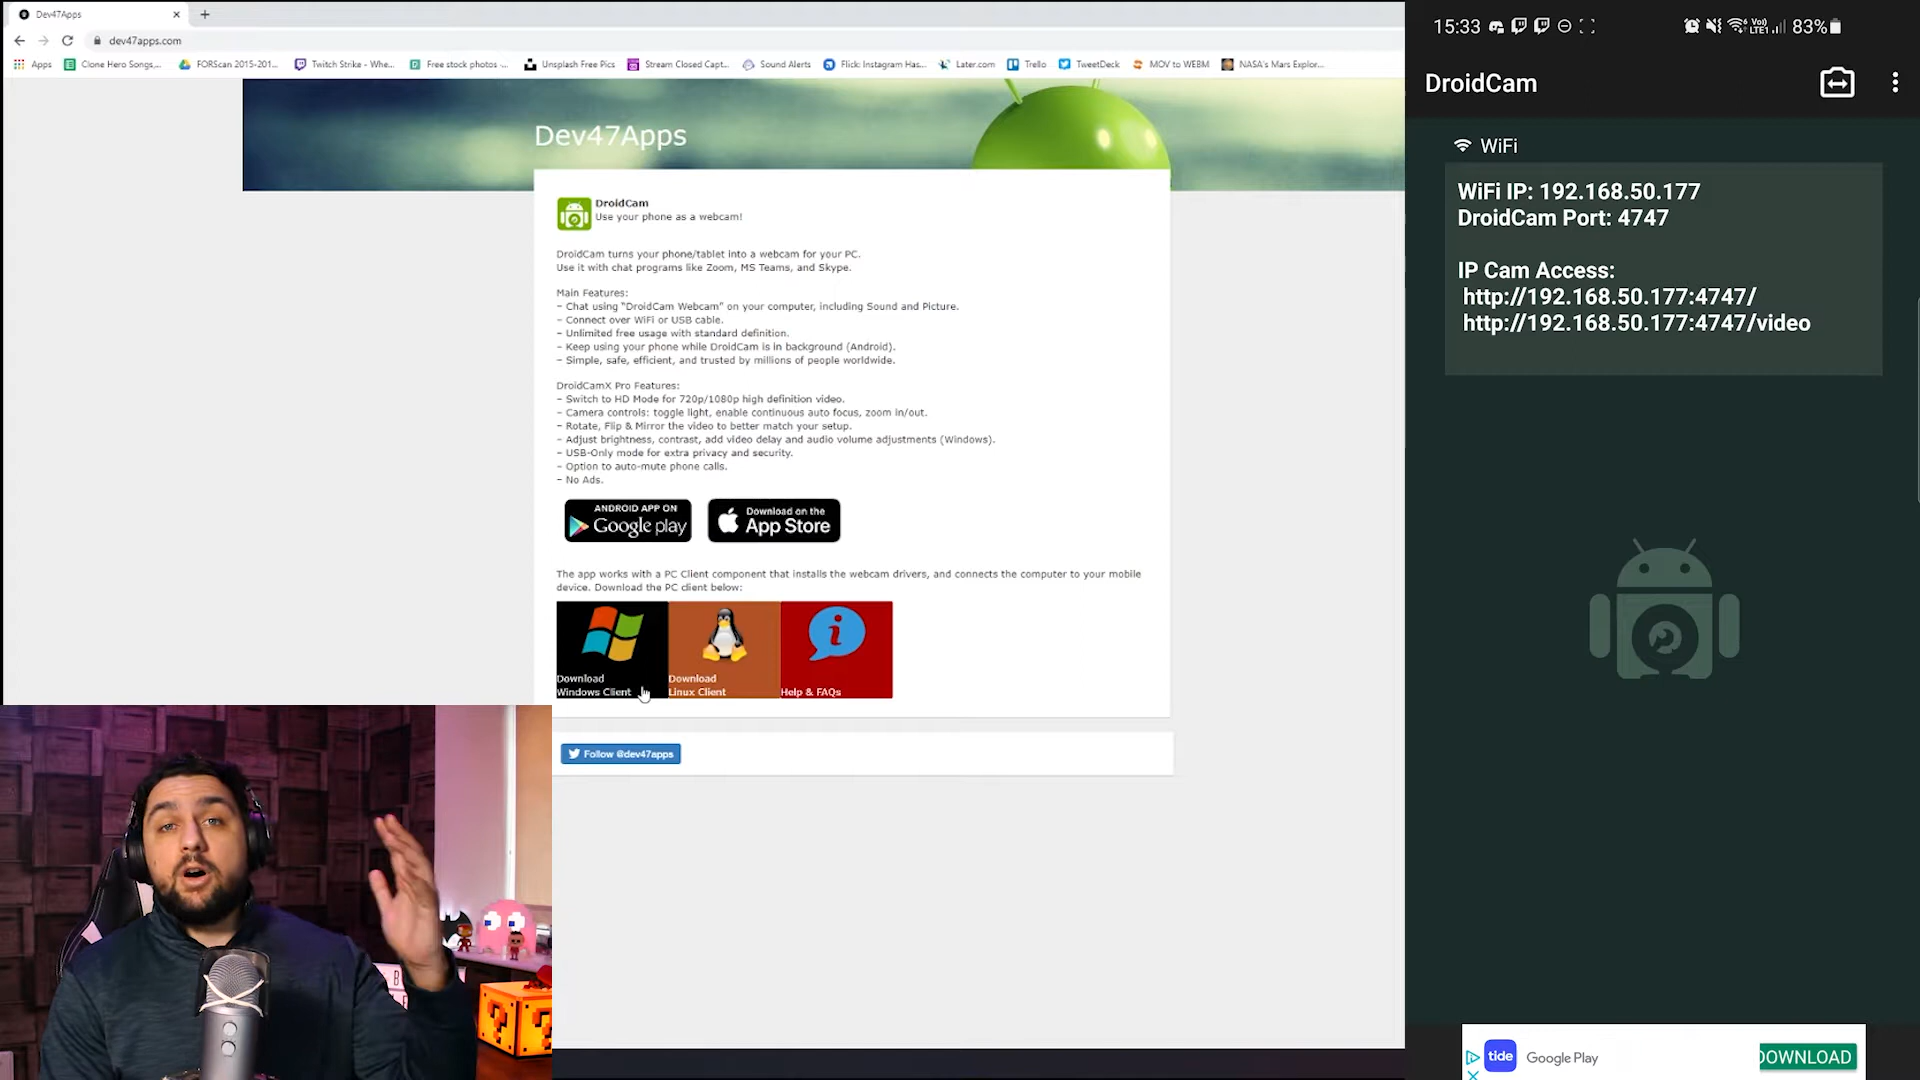 Dev47Apps
dev47apps.com
Apps
Clone Hero Songs,...
FORScan 2015-201...
Twitch Strike - Whe...
Free stock photos -...
Unsplash Free Pics
Stream Closed Capt...
Sound Alerts
Flick: Instagram Has...
Later.com
Trello
TweetDeck
MOV to WEBM
NASA's Mars Explor...
Dev47Apps
DroidCam
Use your phone as a webcam!
DroidCam turns your phone/tablet into a webcam for your PC.
Use it with chat programs like Zoom, MS Teams, and Skype.
Main Features:
– Chat using "DroidCam Webcam" on your computer, including Sound and Picture.
– Connect over WiFi or USB cable.
– Unlimited free usage with standard definition.
– Keep using your phone while DroidCam is in background (Android).
– Simple, safe, efficient, and trusted by millions of people worldwide.
DroidCamX Pro Features:
– Switch to HD Mode for 720p/1080p high definition video.
– Camera controls: toggle light, enable continuous auto focus, zoom in/out.
– Rotate, Flip & Mirror the video to better match your setup.
– Adjust brightness, contrast, add video delay and audio volume adjustments (Windows).
– USB-Only mode for extra privacy and security.
– Option to auto-mute phone calls.
– No Ads.
ANDROID APP ON
Google play
Download on the
App Store
The app works with a PC Client component that installs the webcam drivers, and connects the computer to your mobile
device. Download the PC client below:
Download
Windows Client
Download
Linux Client
Help & FAQs
Follow @dev47apps
15:33
Vo)
LTE1
83%
DroidCam
WiFi
WiFi IP: 192.168.50.177
DroidCam Port: 4747
IP Cam Access:
http://192.168.50.177:4747/
http://192.168.50.177:4747/video
tide
Google Play
DOWNLOAD